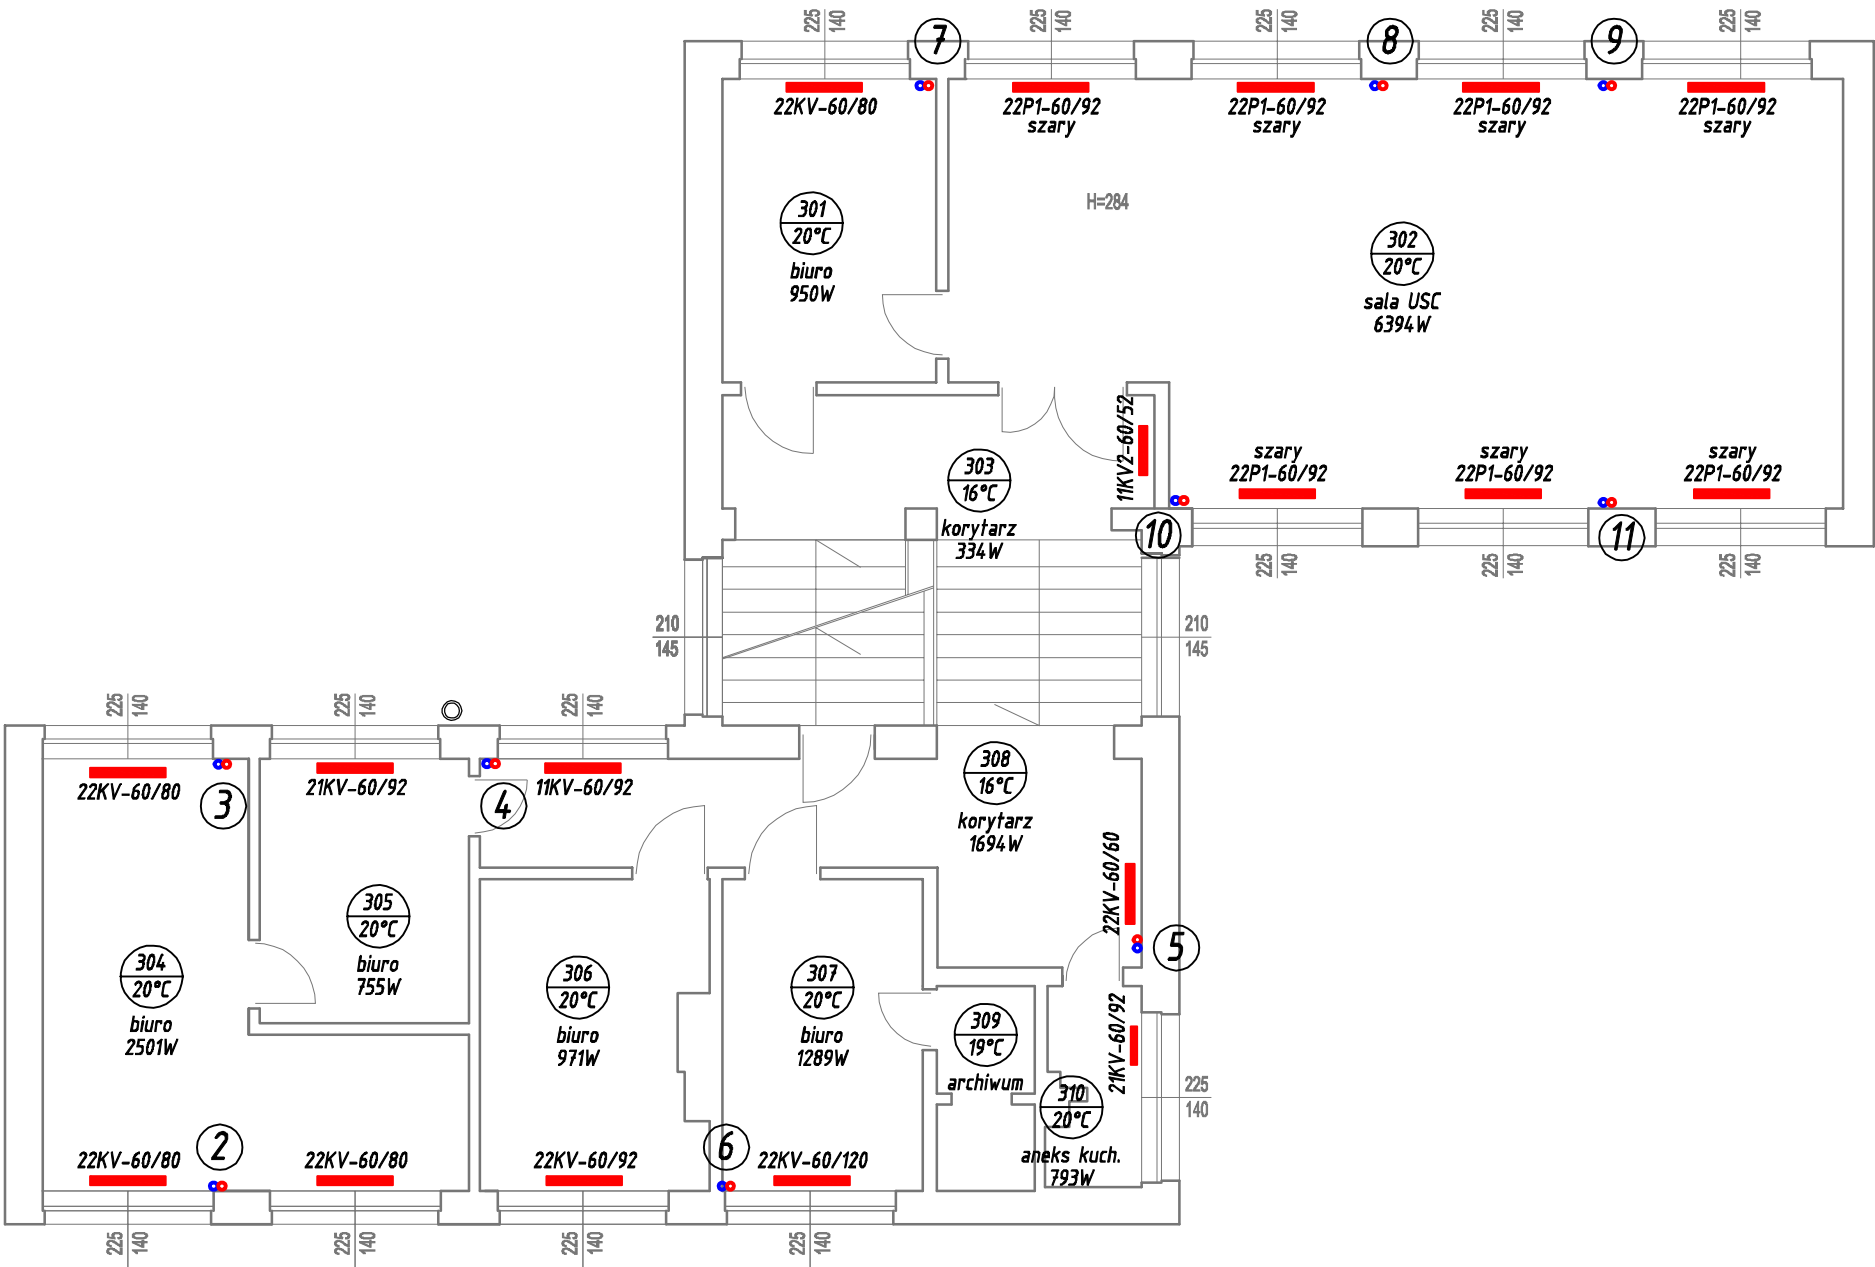 225
140
7
225
140
225
140
8
225
140
9
225
140
22KV-60/80
22P1-60/92
szary
22P1-60/92
szary
22P1-60/92
szary
22P1-60/92
szary
H=284
301
20°C
biuro
950W
302
20°C
sala USC
6394W
11KV2-60/52
303
16°C
korytarz
334W
szary
22P1-60/92
szary
22P1-60/92
szary
22P1-60/92
10
11
225
140
225
140
225
140
210
145
210
145
225
140
225
140
225
140
22KV-60/80
3
21KV-60/92
4
11KV-60/92
308
16°C
korytarz
1694W
22KV-60/60
5
305
20°C
biuro
755W
304
20°C
biuro
2501W
306
20°C
biuro
971W
307
20°C
biuro
1289W
309
19°C
archiwum
21KV-60/92
310
20°C
aneks kuch.
793W
225
140
22KV-60/80
2
22KV-60/80
22KV-60/92
6
22KV-60/120
225
140
225
140
225
140
225
140